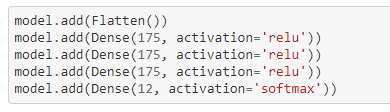 model.add(Flatten())
model.add(Dense(175, activation='relu'))
model.add(Dense(175, activation='relu'))
model.add(Dense(175, activation='relu'))
model.add(Dense(12, activation='softmax'))